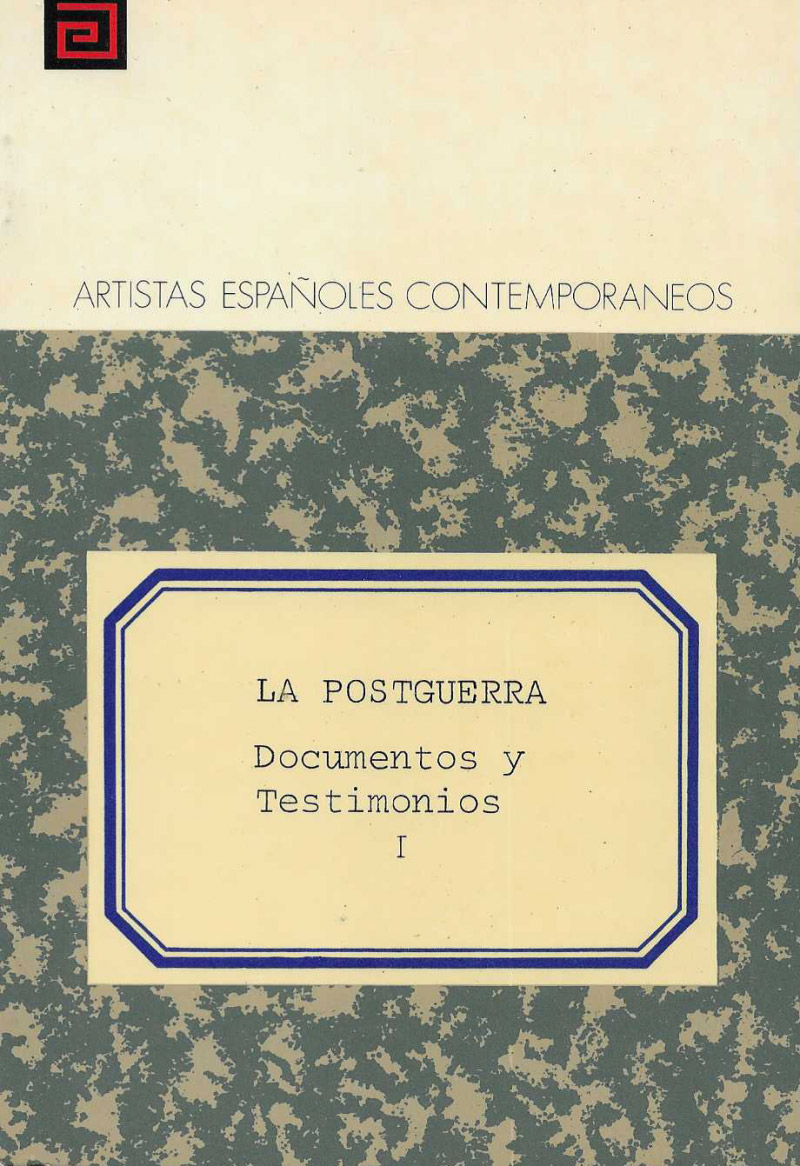 ARTISTAS ESPAÑOLES CONTEMPORANEOS
LA POSTGUERRA
Documentos y
Testimonios
I